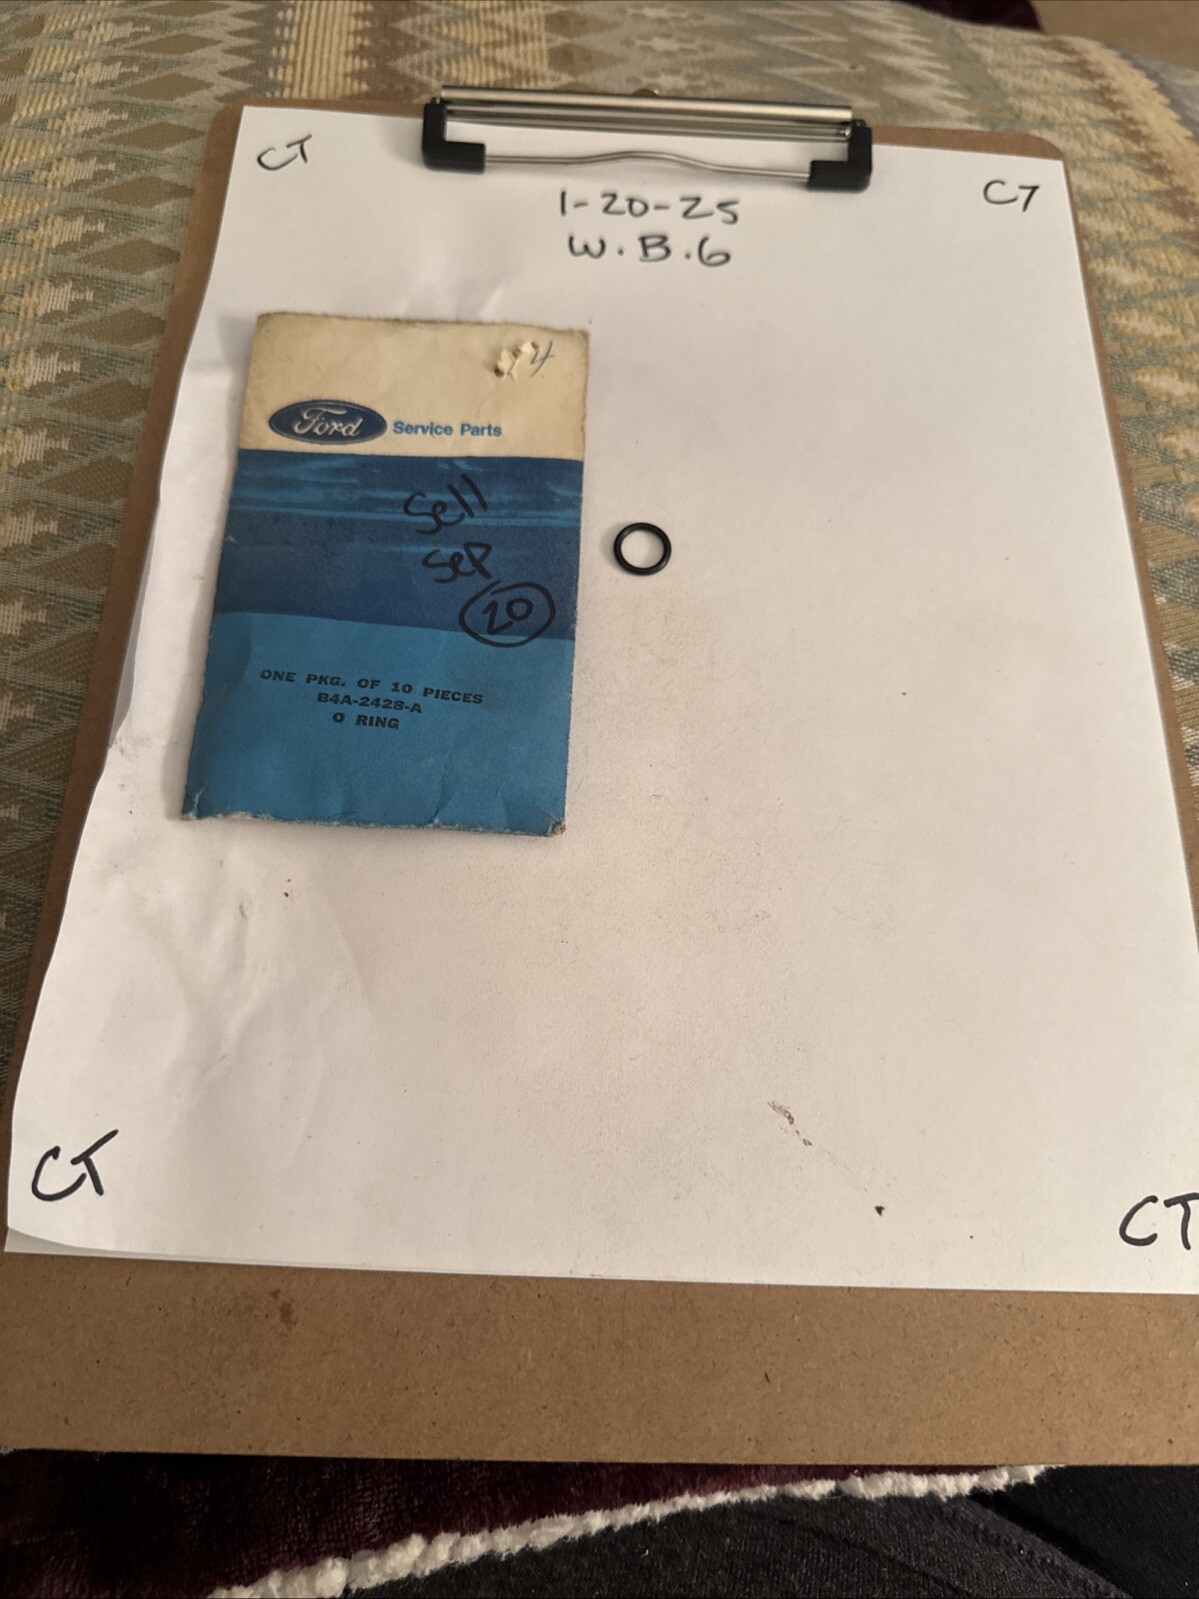 CT
CT
1-20-25
W.B.6
4
Ford Service Parts
Sell
Sep
20
ONE PKG. OF 10 PIECES
B4A-2428-A
O RING
CT
CT